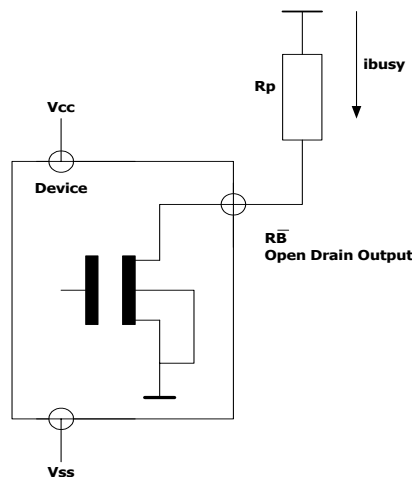 Rp
ibusy
Vcc
Device
RB̅
Open Drain Output
Vss